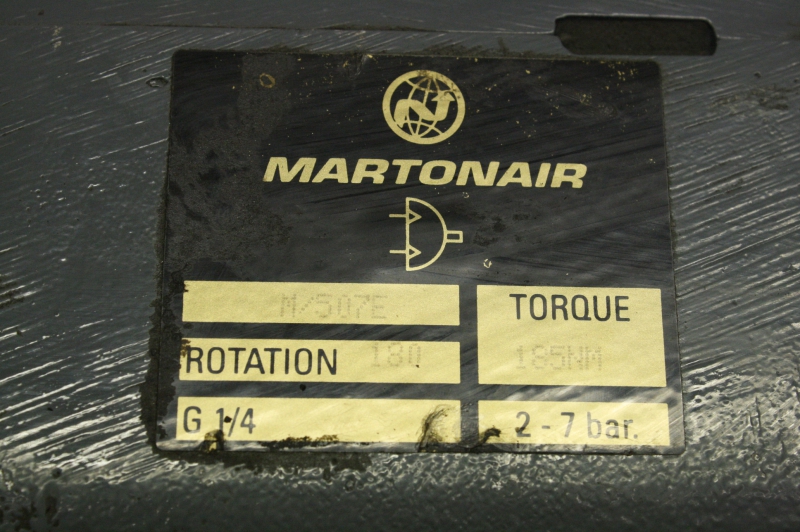 MARTONAIR
M/507E.
TORQUE
ROTATION 180
185NM
G 1/4
2 - 7 bar.